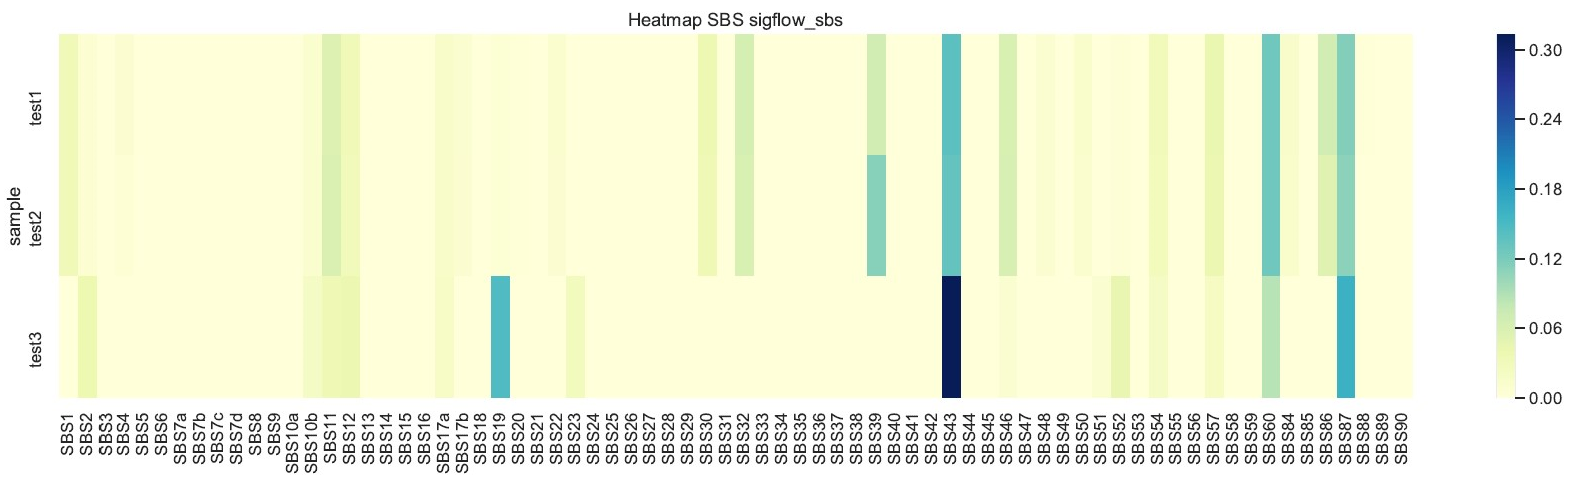 Heatmap SBS sigflow_sbs
sample
test1
test2
test3
0.30
0.24
0.18
0.12
0.06
0.00
SBS1
SBS2
SBS3
SBS4
SBS5
SBS6
SBS7a
SBS7b
SBS7c
SBS7d
SBS8
SBS9
SBS10a
SBS10b
SBS11
SBS12
SBS13
SBS14
SBS15
SBS16
SBS17a
SBS17b
SBS18
SBS19
SBS20
SBS21
SBS22
SBS23
SBS24
SBS25
SBS26
SBS27
SBS28
SBS29
SBS30
SBS31
SBS32
SBS33
SBS34
SBS35
SBS36
SBS37
SBS38
SBS39
SBS40
SBS41
SBS42
SBS43
SBS44
SBS45
SBS46
SBS47
SBS48
SBS49
SBS50
SBS51
SBS52
SBS53
SBS54
SBS55
SBS56
SBS57
SBS58
SBS59
SBS60
SBS84
SBS85
SBS86
SBS87
SBS88
SBS89
SBS90